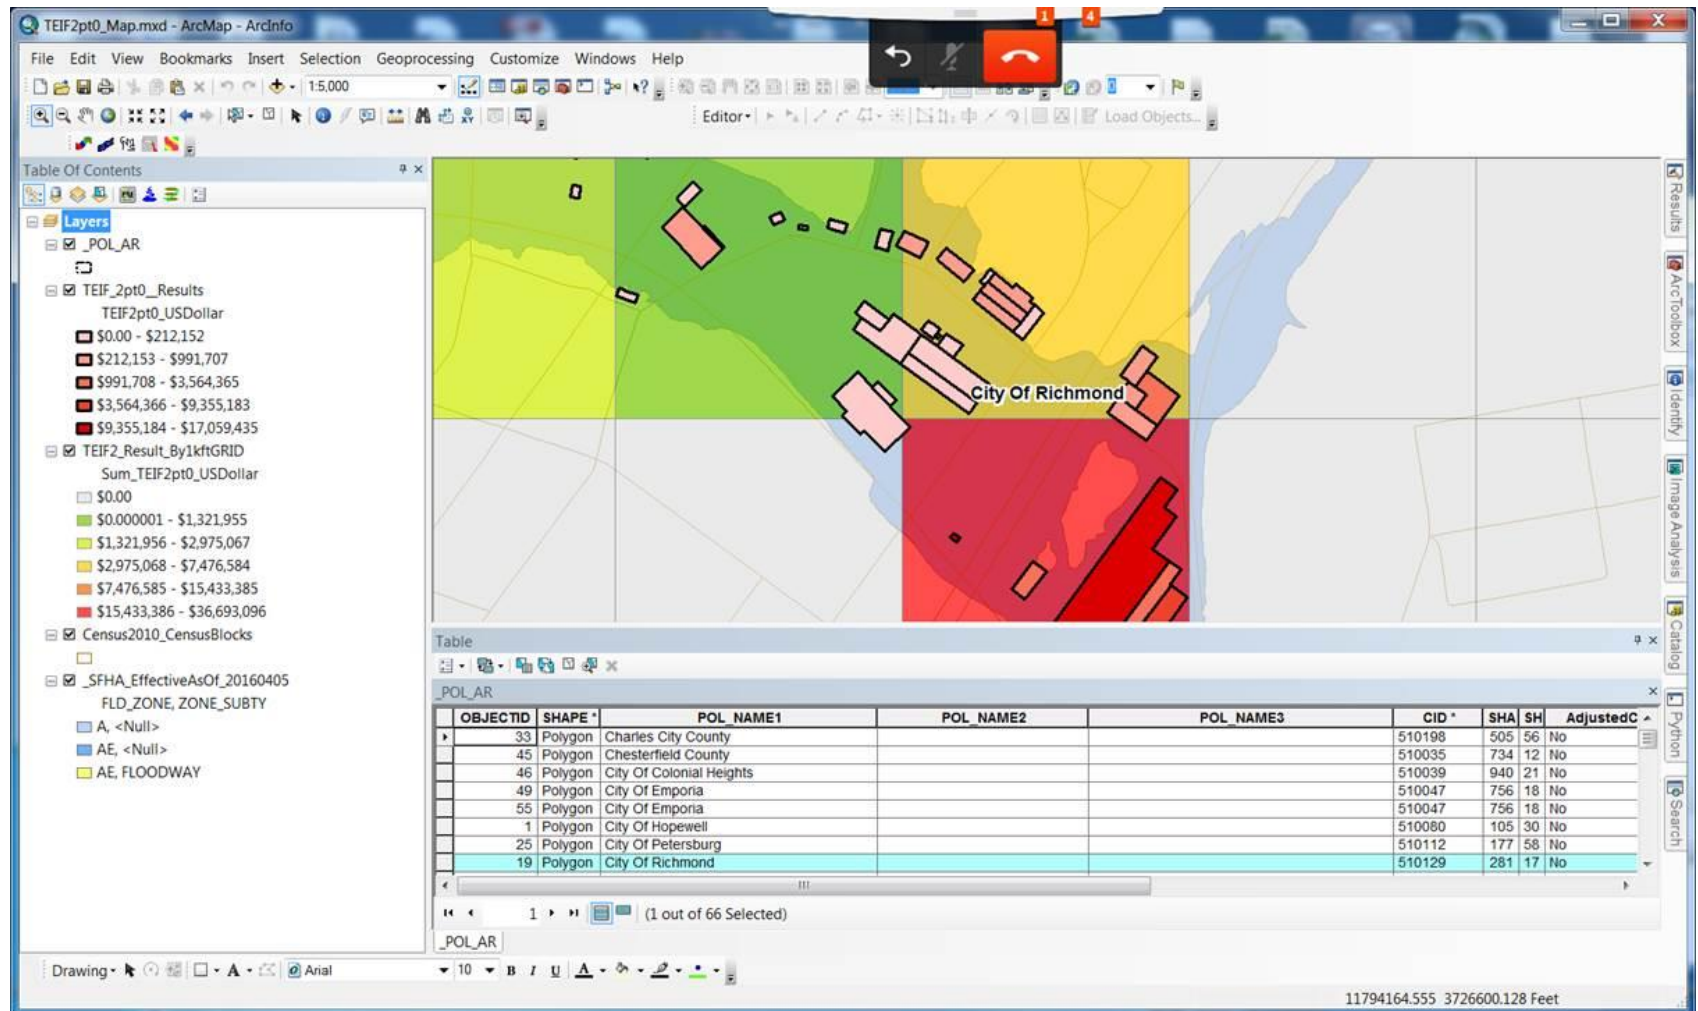 TEIF2pt0_Map.mxd - ArcMap - ArcInfo
1 4
File Edit View Bookmarks Insert Selection Geoprocessing Customize Windows Help
1:5,000
Editor Load Objects...
Table Of Contents
Layers
_POL_AR
TEIF_2pt0__Results
TEIF2pt0_USDollar
$0.00 - $212,152
$212,153 - $991,707
$991,708 - $3,564,365
$3,564,366 - $9,355,183
$9,355,184 - $17,059,435
TEIF2_Result_By1kftGRID
Sum_TEIF2pt0_USDollar
$0.00
$0.000001 - $1,321,955
$1,321,956 - $2,975,067
$2,975,068 - $7,476,584
$7,476,585 - $15,433,385
$15,433,386 - $36,693,096
Census2010_CensusBlocks
_SFHA_EffectiveAsOf_20160405
FLD_ZONE, ZONE_SUBTY
A, <Null>
AE, <Null>
AE, FLOODWAY
City Of Richmond
Results
ArcToolbox
Identify
Image Analysis
Catalog
Python
Search
Table
_POL_AR
OBJECTID SHAPE * POL_NAME1 POL_NAME2 POL_NAME3 CID * SHA SH AdjustedC
33 Polygon Charles City County 510198 505 56 No
45 Polygon Chesterfield County 510035 734 12 No
46 Polygon City Of Colonial Heights 510039 940 21 No
49 Polygon City Of Emporia 510047 756 18 No
55 Polygon City Of Emporia 510047 756 18 No
1 Polygon City Of Hopewell 510080 105 30 No
25 Polygon City Of Petersburg 510112 177 58 No
19 Polygon City Of Richmond 510129 281 17 No
1 (1 out of 66 Selected)
_POL_AR
Drawing A Arial 10 B I U A
11794164.555 3726600.128 Feet